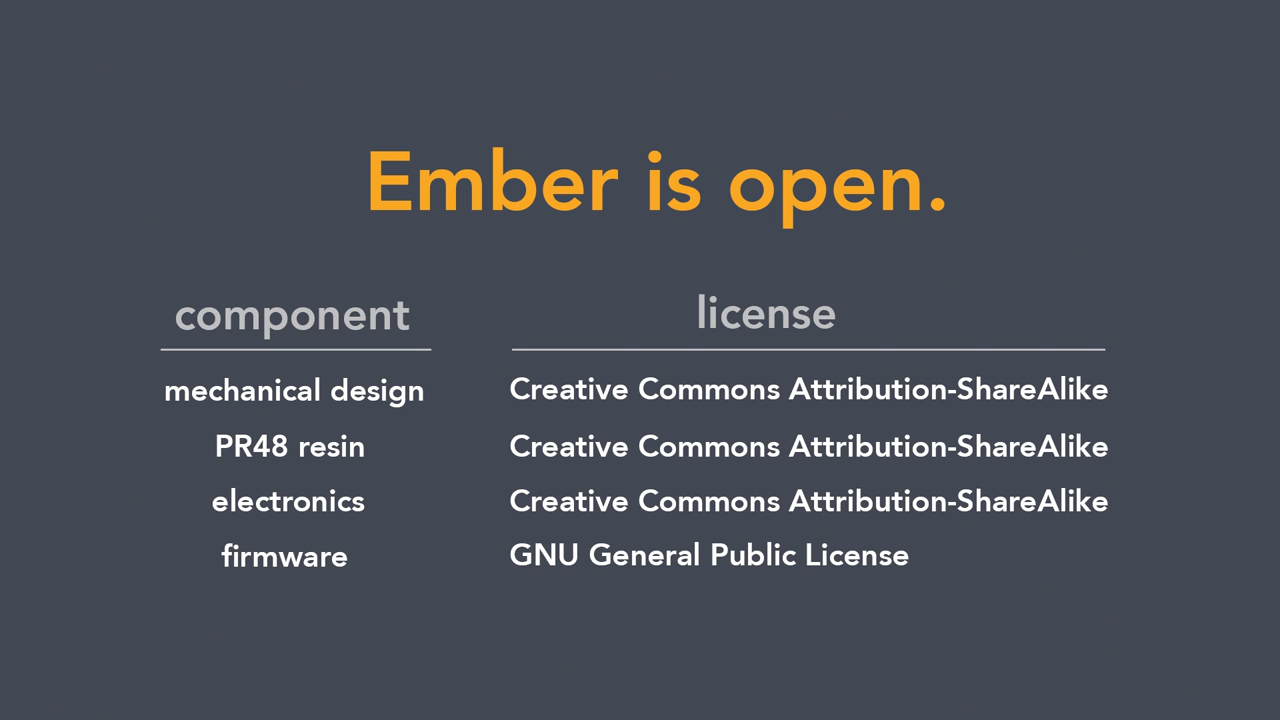 Ember is open.
component license
mechanical design Creative Commons Attribution-ShareAlike
PR48 resin Creative Commons Attribution-ShareAlike
electronics Creative Commons Attribution-ShareAlike
firmware GNU General Public License